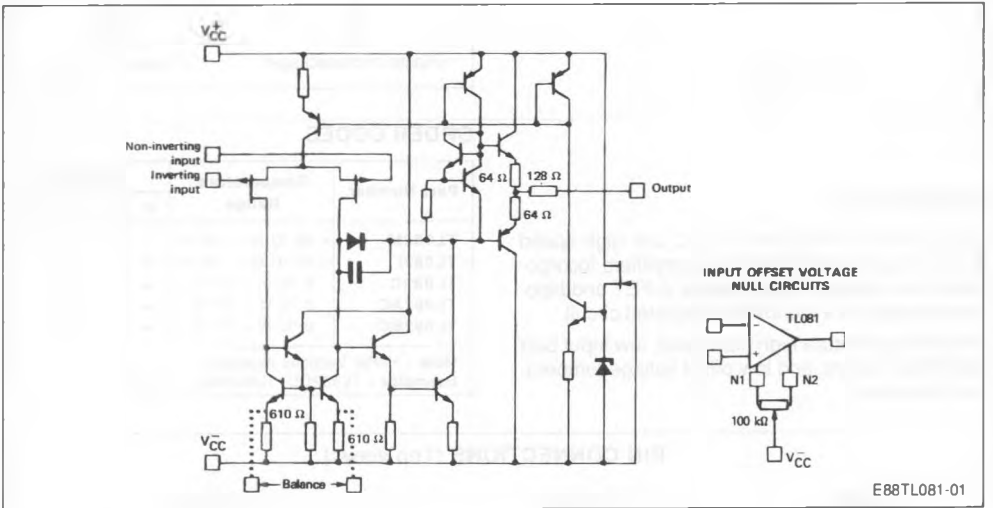 V⁺CC
Non-inverting
input
Inverting
input
64 Ω
128 Ω
64 Ω
Output
610 Ω
610 Ω
V⁻CC
Balance
INPUT OFFSET VOLTAGE
NULL CIRCUITS
TL081
N1
N2
100 kΩ
V⁻CC
E88TL081-01